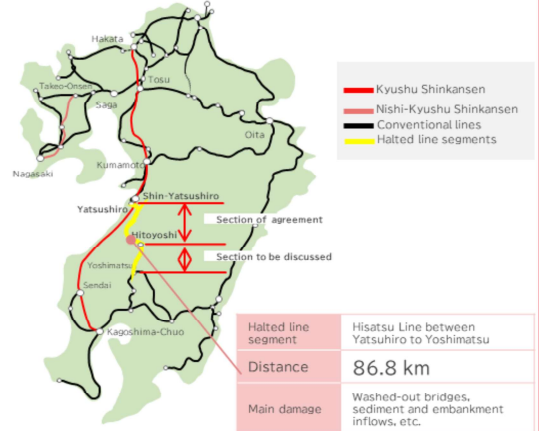 Hakata
Takeo-Onsen
Tosu
Saga
Oita
Kumamoto
Nagasaki
Shin-Yatsushiro
Yatsushiro
Section of agreement
Hitoyoshi
Section to be discussed
Yoshimatsu
Sendai
Kagoshima-Chuo
Kyushu Shinkansen
Nishi-Kyushu Shinkansen
Conventional lines
Halted line segments
Halted line
segment
Hisatsu Line between
Yatsuhiro to Yoshimatsu
Distance
86.8 km
Main damage
Washed-out bridges,
sediment and embankment
inflows, etc.